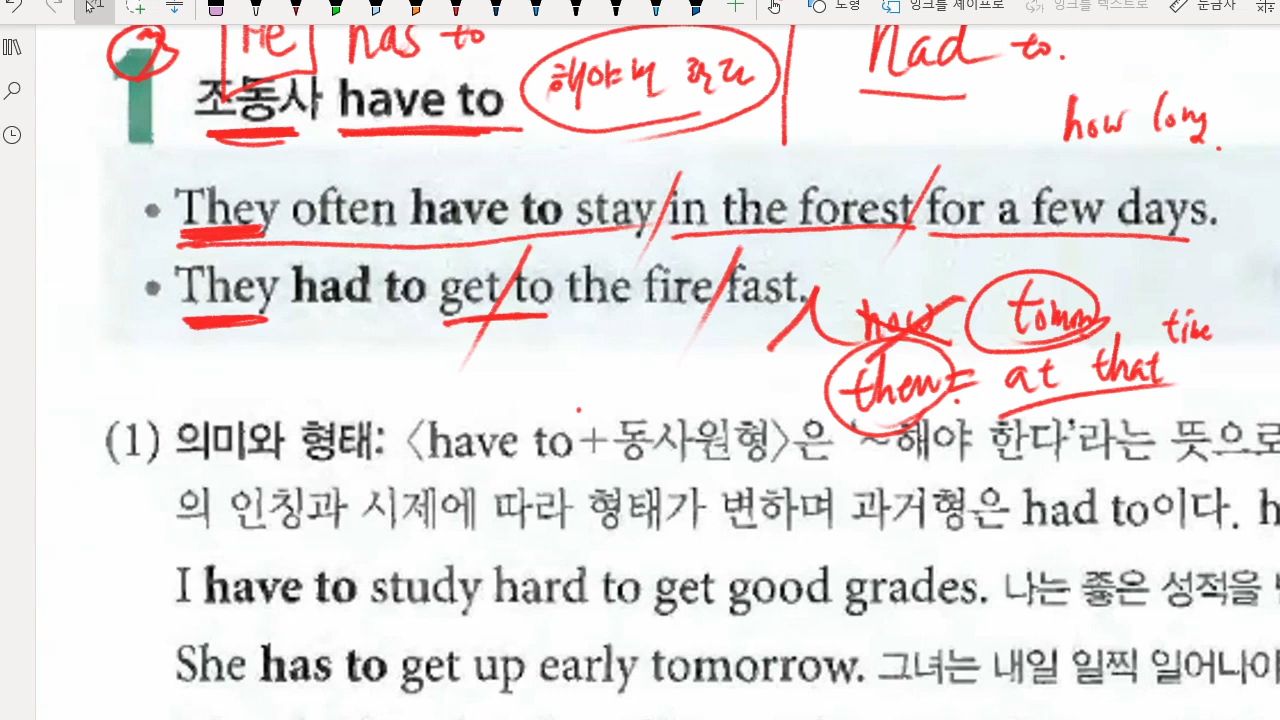 도형 잉크를 셰이프로 잉크를 텍스트로 눈금자
He has to had to.
1 조동사 have to 해야만 한다
how long.
• They often have to stay/in the forest/for a few days.
• They had to get/to the fire/fast.
now tomm
then = at that time
(1) 의미와 형태: 〈have to+동사원형〉은 '~해야 한다'라는 뜻으로
의 인칭과 시제에 따라 형태가 변하며 과거형은 had to이다. h
I have to study hard to get good grades. 나는 좋은 성적을
She has to get up early tomorrow. 그녀는 내일 일찍 일어나야